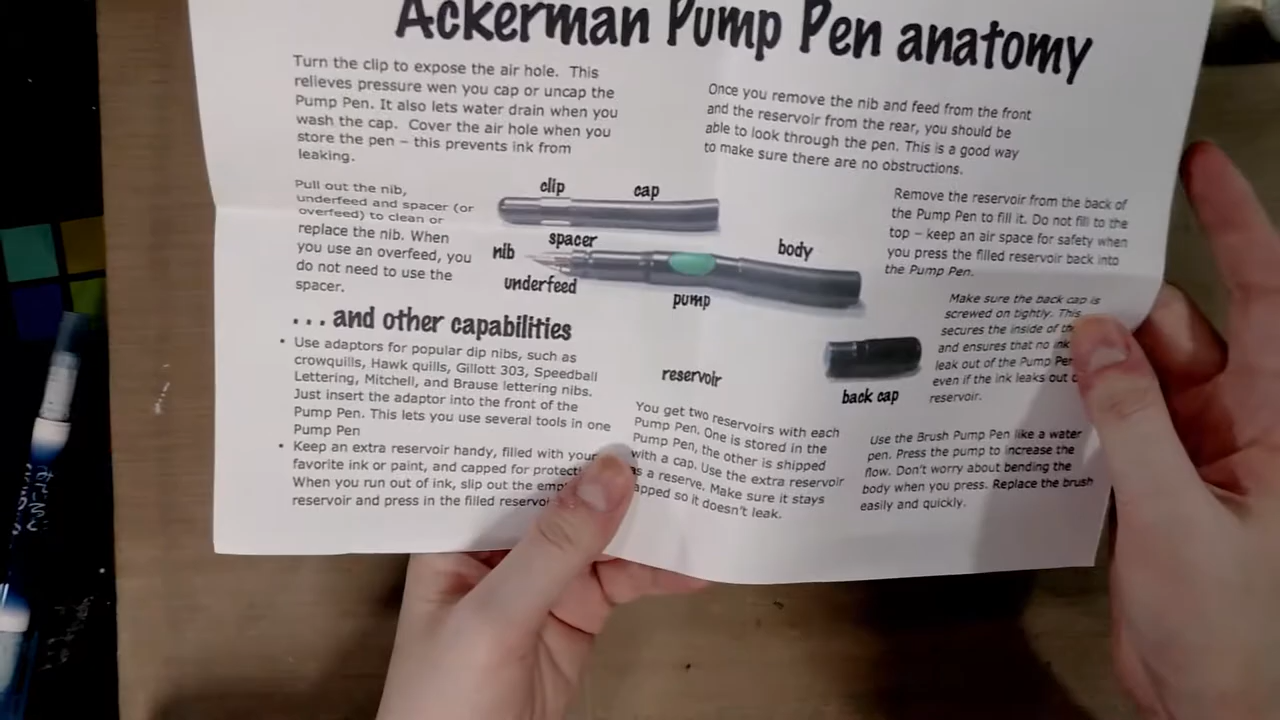 Ackerman Pump Pen anatomy
Turn the clip to expose the air hole. This
relieves pressure wen you cap or uncap the
Pump Pen. It also lets water drain when you
wash the cap. Cover the air hole when you
store the pen – this prevents ink from
leaking.
Once you remove the nib and feed from the front
and the reservoir from the rear, you should be
able to look through the pen. This is a good way
to make sure there are no obstructions.
Pull out the nib,
underfeed and spacer (or
overfeed) to clean or
replace the nib. When
you use an overfeed, you
do not need to use the
spacer.
clip
cap
spacer
nib
underfeed
body
pump
Remove the reservoir from the back of
the Pump Pen to fill it. Do not fill to the
top – keep an air space for safety when
you press the filled reservoir back into
the Pump Pen.
Make sure the back cap is
screwed on tightly. This
secures the inside of
and ensures that no ink
leak out of the Pump Pen
even if the ink leaks out
reservoir.
back cap
reservoir
. . . and other capabilities
• Use adaptors for popular dip nibs, such as
crowquills, Hawk quills, Gillott 303, Speedball
Lettering, Mitchell, and Brause lettering nibs.
Just insert the adaptor into the front of the
Pump Pen. This lets you use several tools in one
Pump Pen
• Keep an extra reservoir handy, filled with your
favorite ink or paint, and capped for
When you run out of ink, slip out the
reservoir and press in the filled
You get two reservoirs with each
Pump Pen. One is stored in the
Pump Pen, the other is shipped
with a cap. Use the extra reservoir
as a reserve. Make sure it stays
capped so it doesn't leak.
Use the Brush Pump Pen like a water
pen. Press the pump to increase the
flow. Don't worry about bending the
body when you press. Replace the brush
easily and quickly.